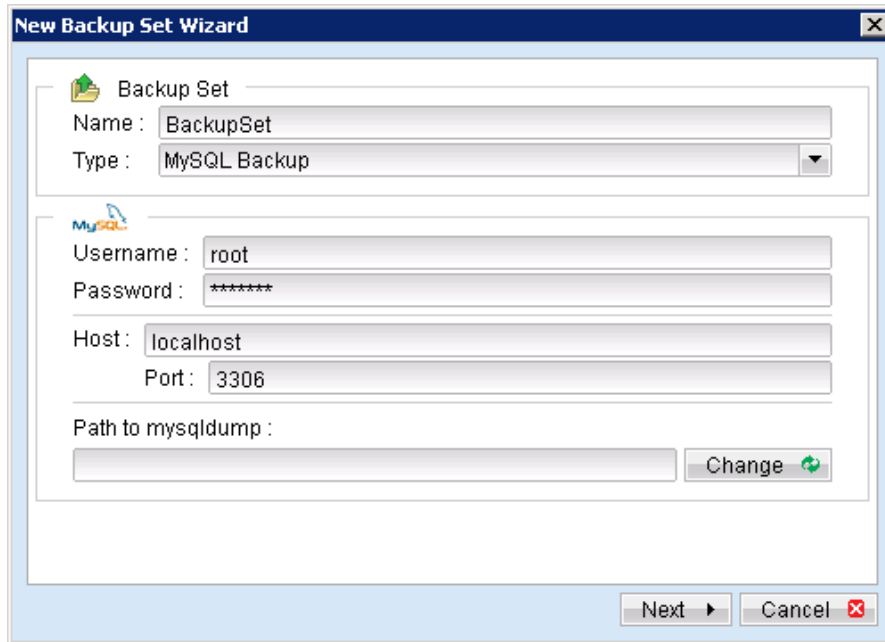 New Backup Set Wizard
Backup Set
Name : BackupSet
Type : MySQL Backup
MySQL
Username : root
Password : *******
Host : localhost
Port : 3306
Path to mysqldump :
Change
Next Cancel